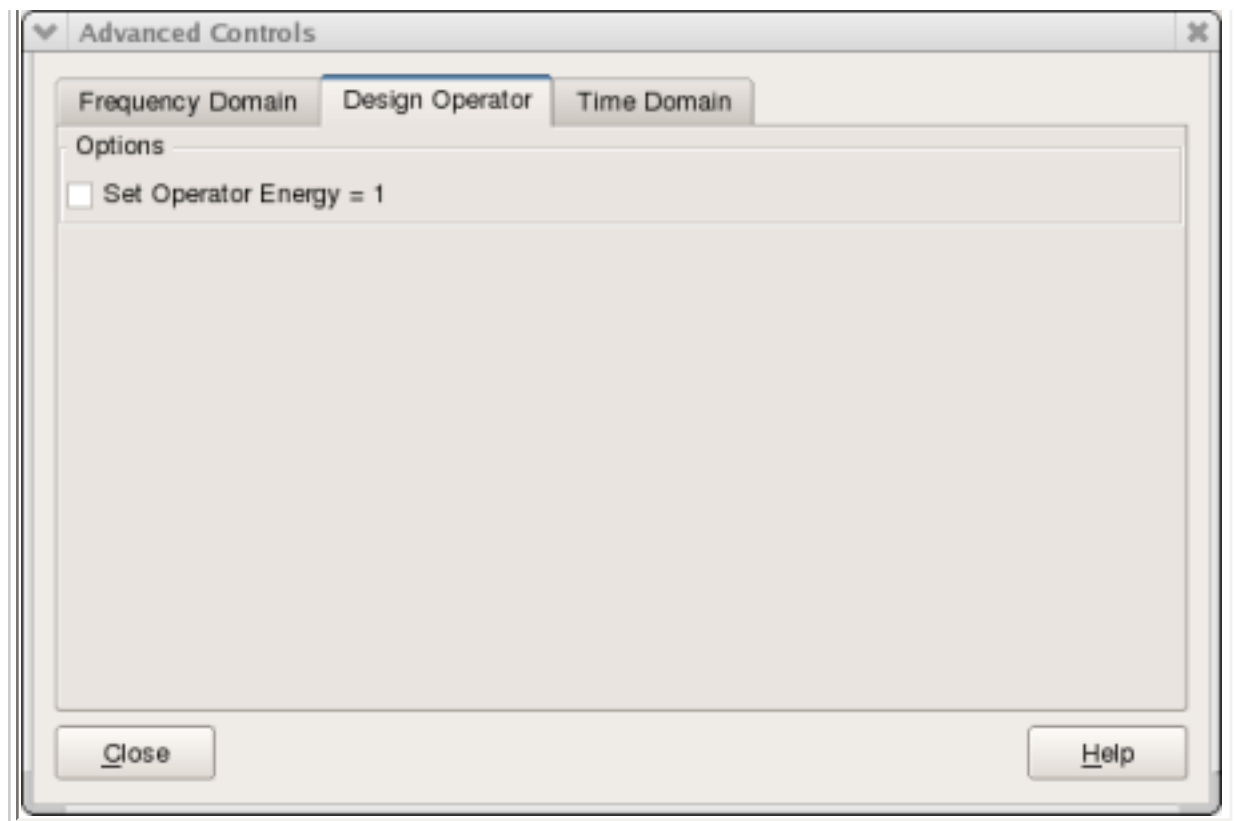 Advanced Controls
Frequency Domain Design Operator Time Domain
Options
Set Operator Energy = 1
Close Help